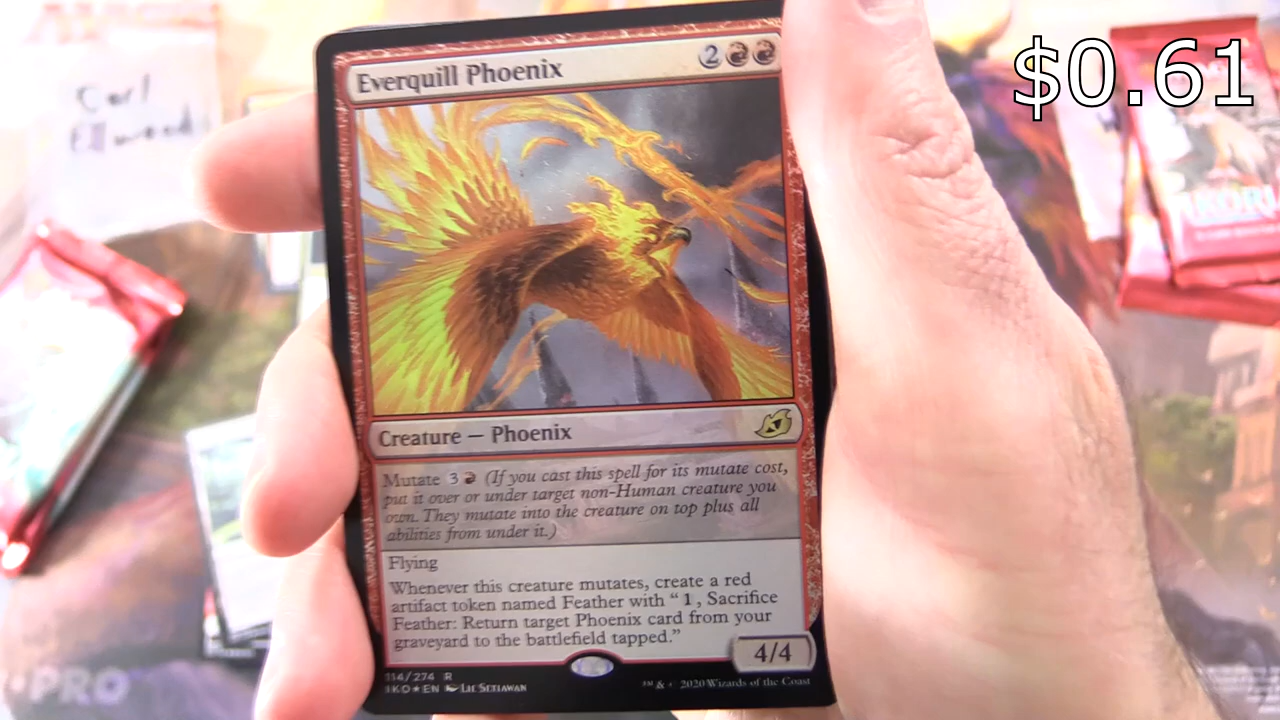 $0.61
Carl
Ellwood
Everquill Phoenix
2
Creature — Phoenix
Mutate 3 (If you cast this spell for its mutate cost,
put it over or under target non-Human creature you
own. They mutate into the creature on top plus all
abilities from under it.)
Flying
Whenever this creature mutates, create a red
artifact token named Feather with “1, Sacrifice
Feather: Return target Phoenix card from your
graveyard to the battlefield tapped.”
4/4
114/274 R
IKO★EN Lie Setiawan
™ & © 2020 Wizards of the Coast
PRO